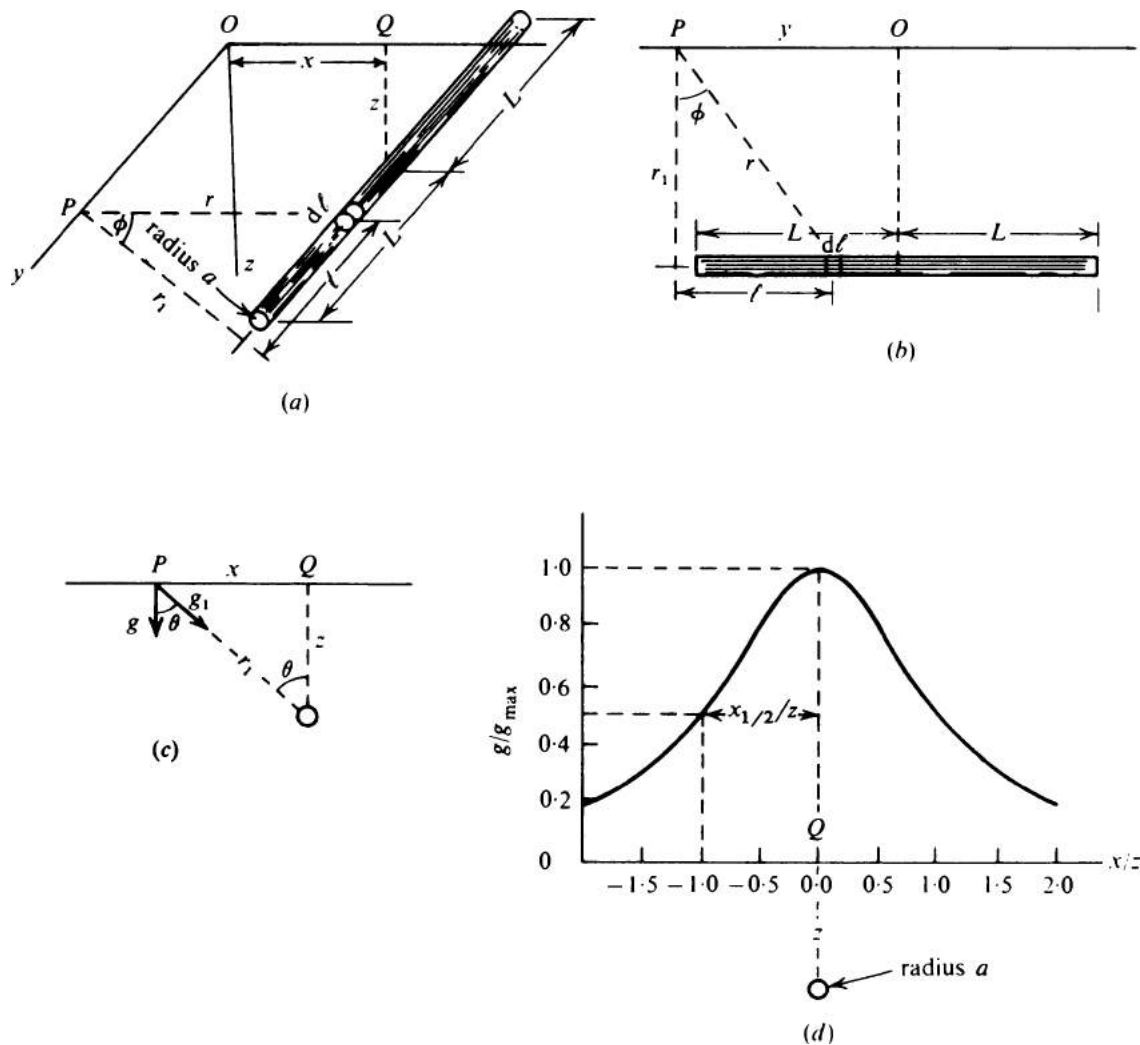 O
Q
x
z
L
P
r
dℓ
ϕ
radius a
z
L
ℓ
y
r₁
(a)
P
y
O
ϕ
r₁
r
L
L
dℓ
ℓ
(b)
P
x
Q
g₁
g
θ
z
r₁
θ
(c)
g/g max
1·0
0·8
0·6
0·4
0·2
0
x₁/₂/z
Q
x/z
−1·5 −1·0 −0·5 0·0 0·5 1·0 1·5 2·0
z
radius a
(d)